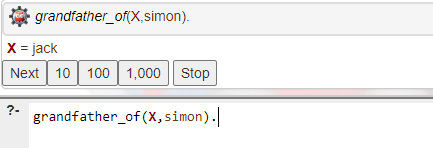 grandfather_of(X,simon).
X = jack
Next 10 100 1,000 Stop
?- grandfather_of(X,simon).